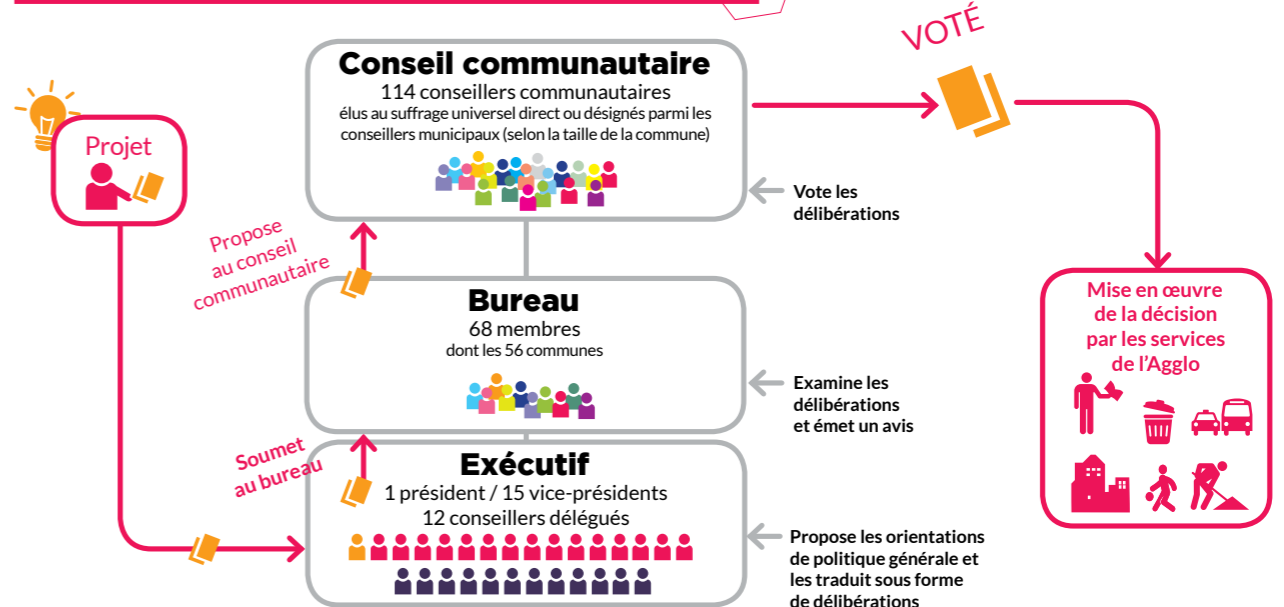 Projet
Propose
au conseil
communautaire
Soumet
au bureau
Conseil communautaire
114 conseillers communautaires
élus au suffrage universel direct ou désignés parmi les
conseillers municipaux (selon la taille de la commune)
Vote les
délibérations
Bureau
68 membres
dont les 56 communes
Examine les
délibérations
et émet un avis
Exécutif
1 président / 15 vice-présidents
12 conseillers délégués
Propose les orientations
de politique générale et
les traduit sous forme
de délibérations
VOTÉ
Mise en œuvre
de la décision
par les services
de l'Agglo